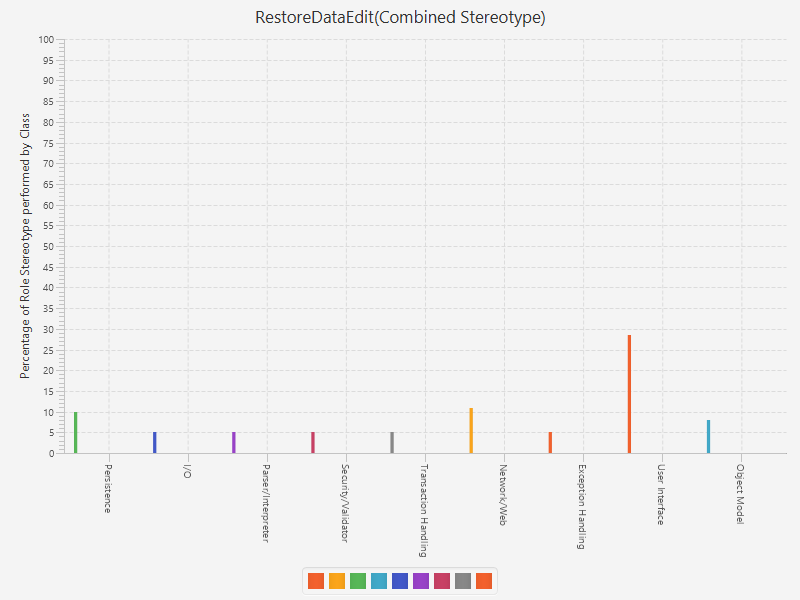 RestoreDataEdit(Combined Stereotype)
Percentage of Role Stereotype performed by Class
100
95
90
85
80
75
70
65
60
55
50
45
40
35
30
25
20
15
10
5
0
Persistence
I/O
Parser/Interpreter
Security/Validator
Transaction Handling
Network/Web
Exception Handling
User Interface
Object Model